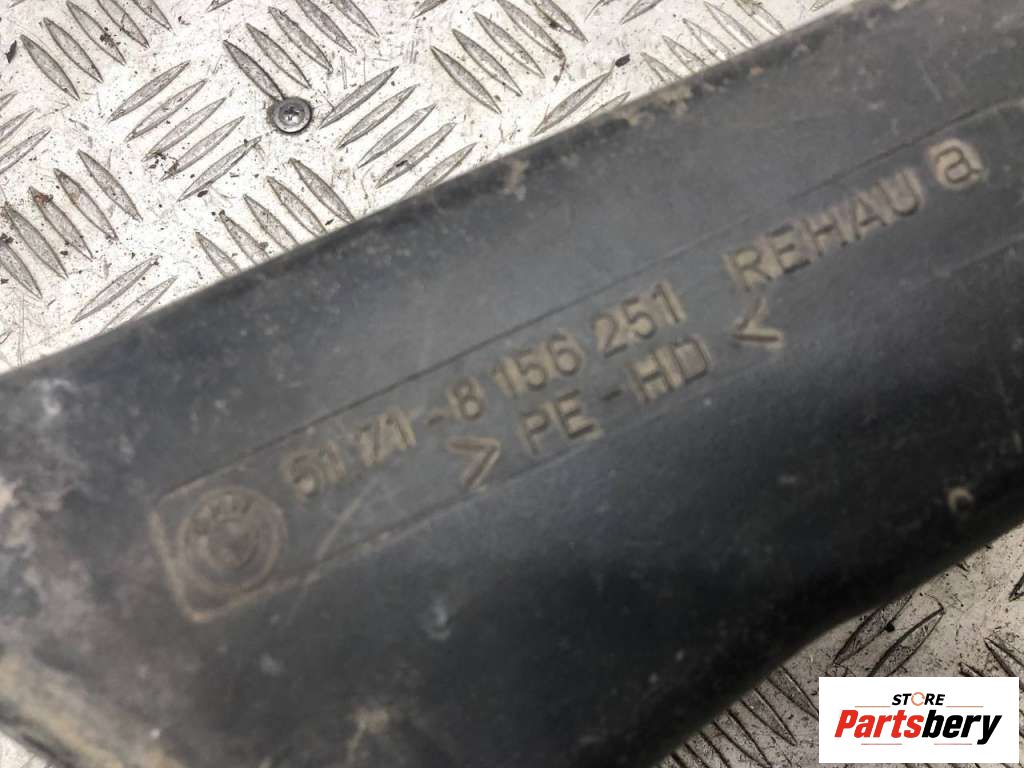 51 71-8 156 251 REHAU a
>PE-HD<
STORE
Partsbery